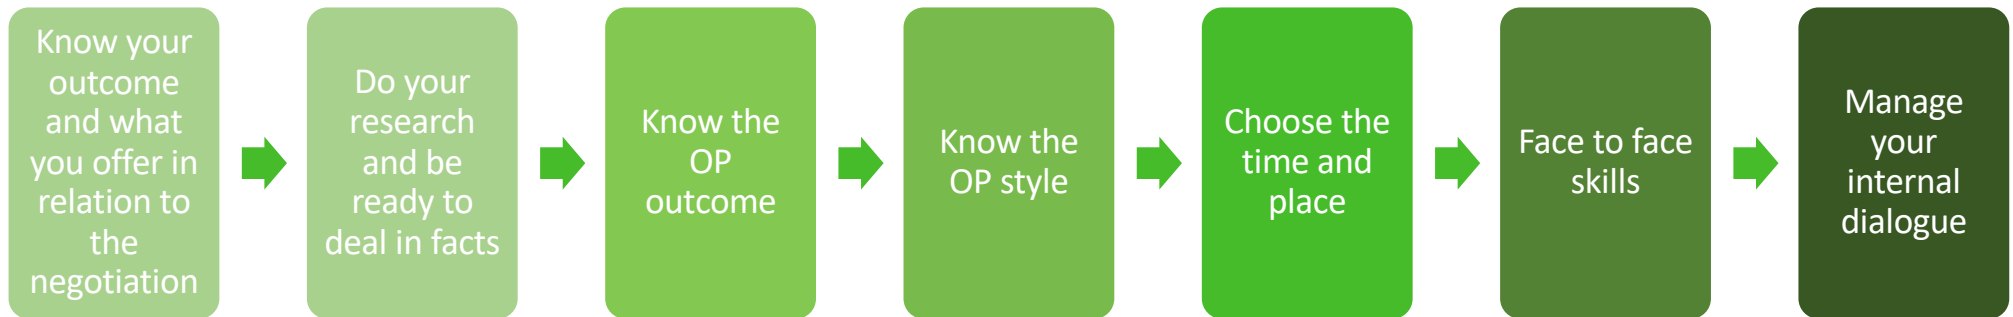 Know your
outcome
and what
you offer in
relation to
the
negotiation
Do your
research
and be
ready to
deal in facts
Know the
OP
outcome
Know the
OP style
Choose the
time and
place
Face to face
skills
Manage
your
internal
dialogue